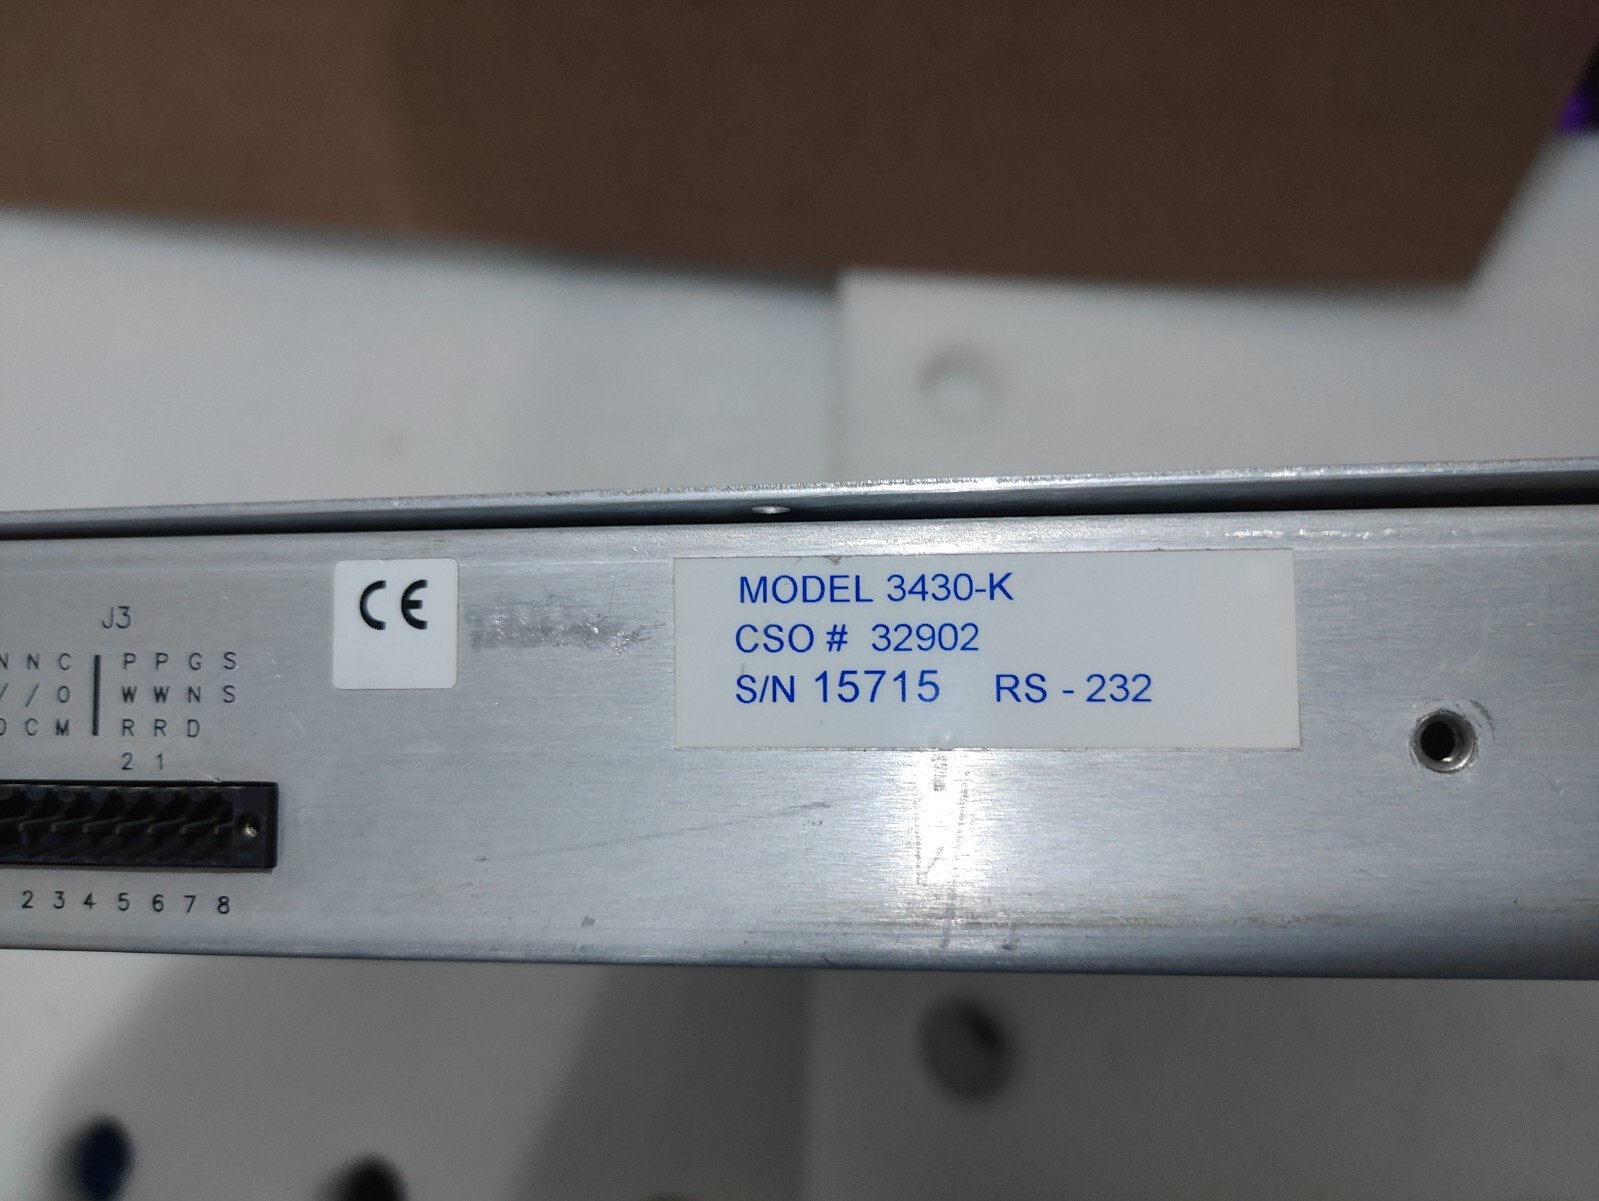 J3
N N C P P G S
/ / O W W N S
O C M R R D
2 1
2 3 4 5 6 7 8
CE
MODEL 3430-K
CSO # 32902
S/N 15715 RS - 232